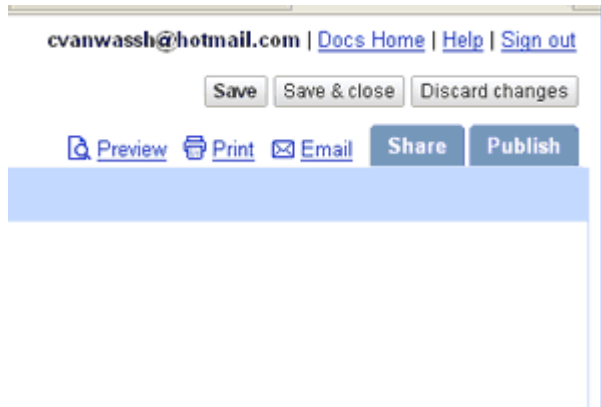 cvanwassh@hotmail.com | Docs Home | Help | Sign out
Save Save & close Discard changes
Preview Print Email Share Publish